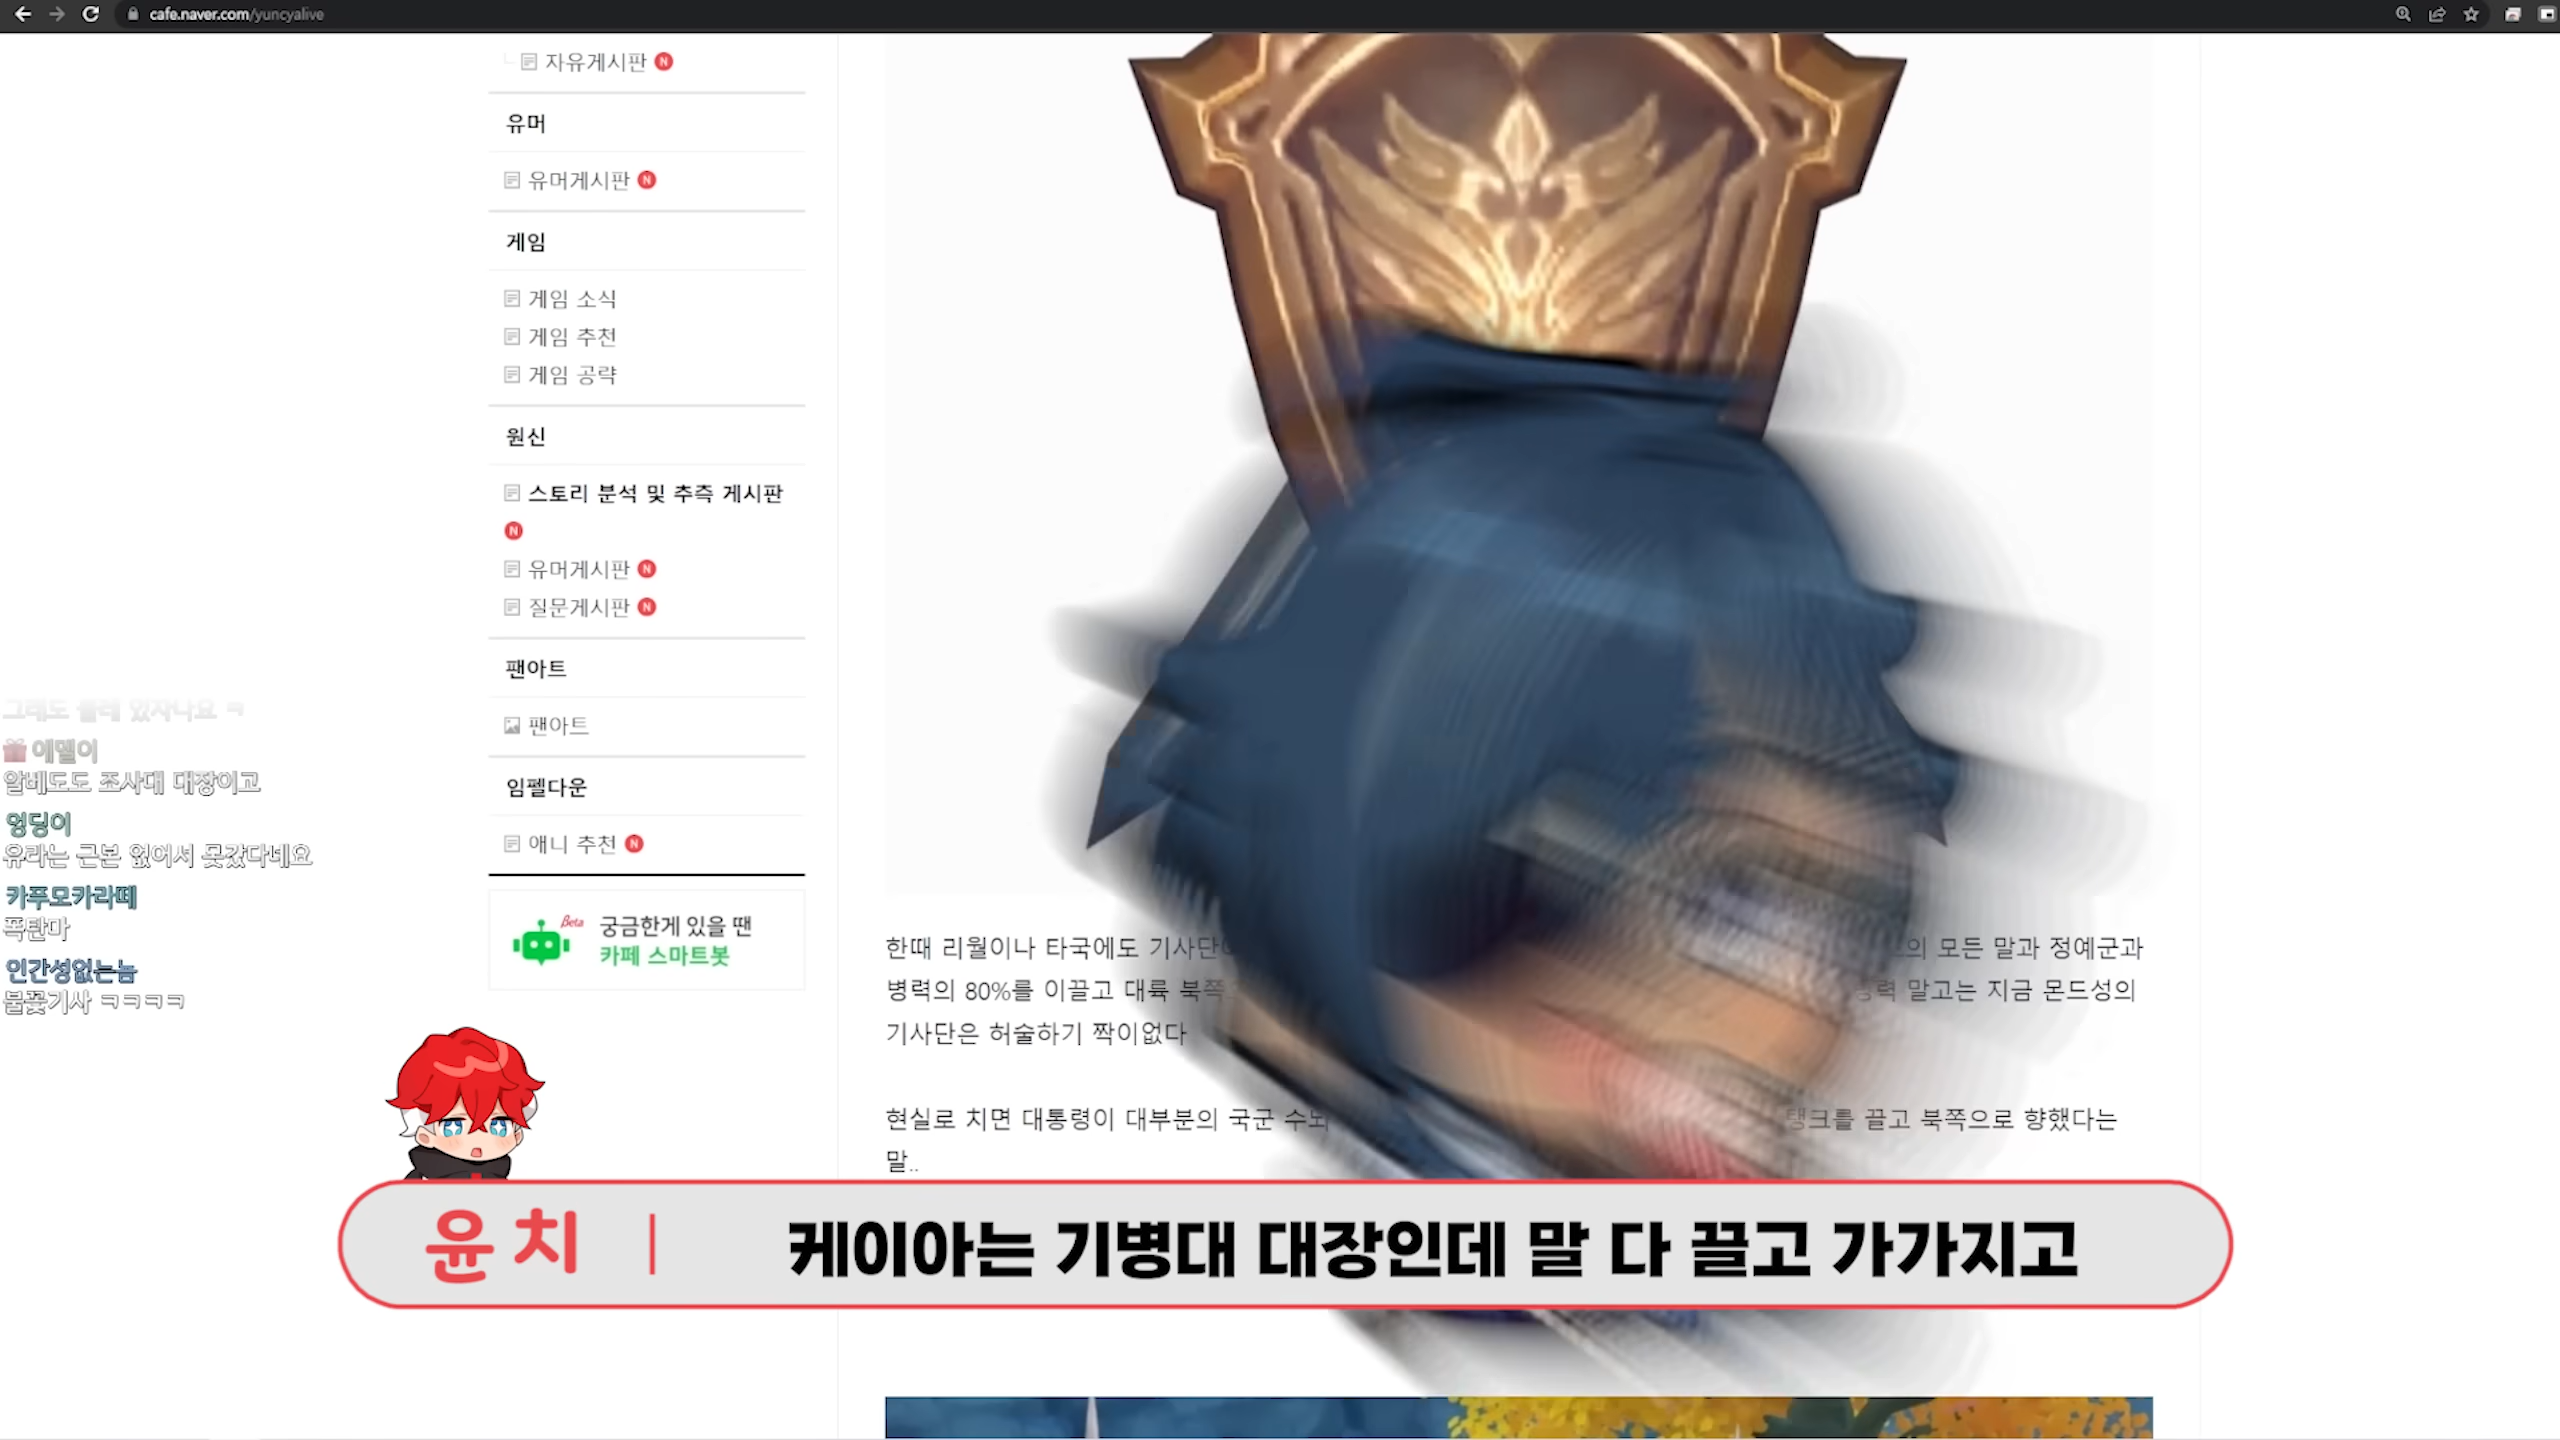 cafe.naver.com/yuncyalive
자유게시판 N
유머
유머게시판 N
게임
게임 소식
게임 추천
게임 공략
원신
스토리 분석 및 추측 게시판
N
유머게시판 N
질문게시판 N
팬아트
팬아트
임펠다운
애니 추천 N
Beta 궁금한게 있을 땐
카페 스마트봇
있자나요 ㅋ
에멜이
알베도도 조사대 대장이고
멍딩이
유라는 근본 없어서 못갔다네요
카푸모카라떼
폭탄마
인간성없는놈
불꽃기사 ㅋㅋㅋㅋ
한때 리월이나 타국에도 기사단 모든 말과 정예군과
병력의 80%를 이끌고 대륙 북쪽 말고는 지금 몬드성의
기사단은 허술하기 짝이없다
현실로 치면 대통령이 대부분의 국군 수뇌 탱크를 끌고 북쪽으로 향했다는
말..
윤치 | 케이아는 기병대 대장인데 말 다 끌고 가가지고